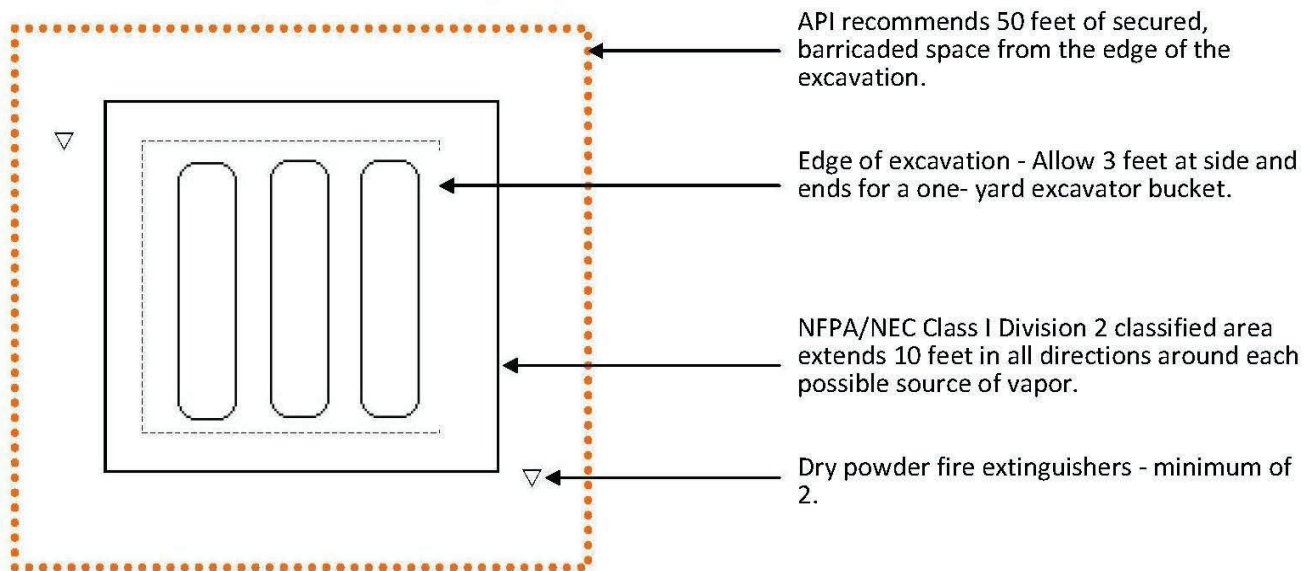 API recommends 50 feet of secured,
barricaded space from the edge of the
excavation.
Edge of excavation - Allow 3 feet at side and
ends for a one- yard excavator bucket.
NFPA/NEC Class I Division 2 classified area
extends 10 feet in all directions around each
possible source of vapor.
Dry powder fire extinguishers - minimum of
2.